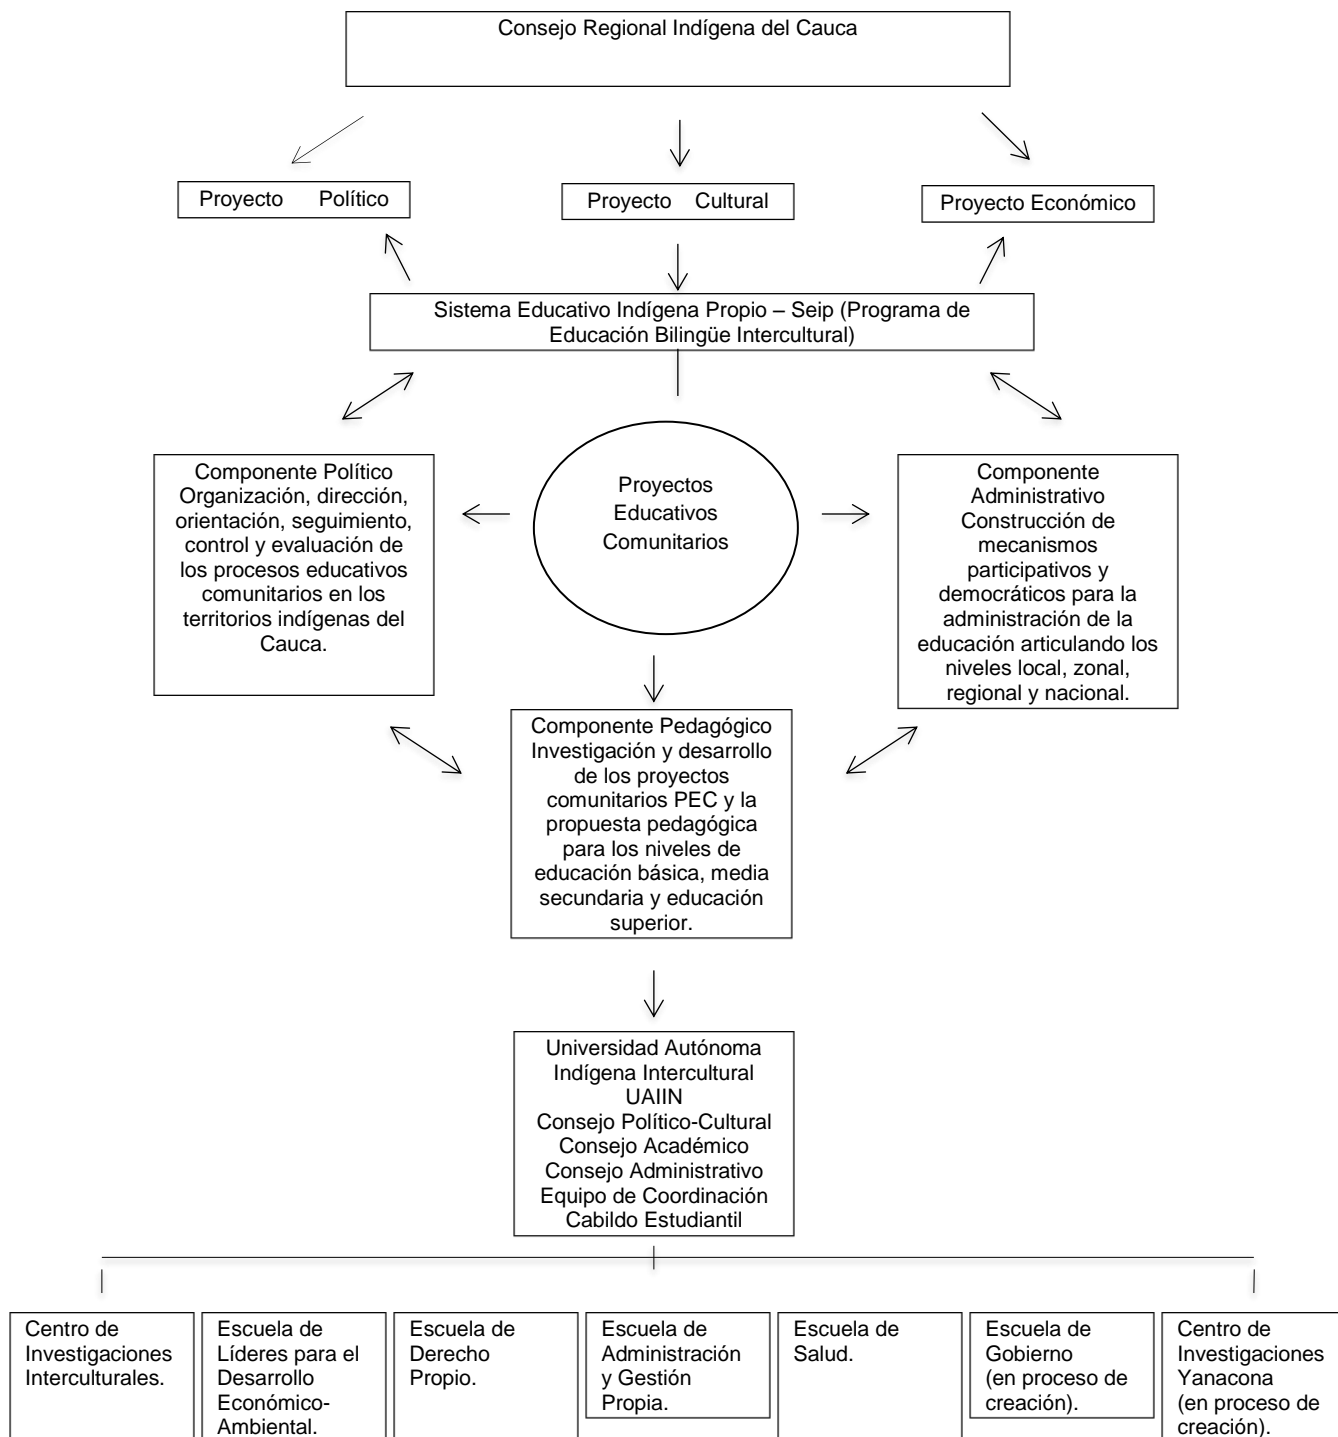 Consejo Regional Indígena del Cauca
Proyecto Político
Proyecto Cultural
Proyecto Económico
Sistema Educativo Indígena Propio – Seip (Programa de
Educación Bilingüe Intercultural)
Componente Político
Organización, dirección,
orientación, seguimiento,
control y evaluación de
los procesos educativos
comunitarios en los
territorios indígenas del
Cauca.
Proyectos
Educativos
Comunitarios
Componente
Administrativo
Construcción de
mecanismos
participativos y
democráticos para la
administración de la
educación articulando los
niveles local, zonal,
regional y nacional.
Componente Pedagógico
Investigación y desarrollo
de los proyectos
comunitarios PEC y la
propuesta pedagógica
para los niveles de
educación básica, media
secundaria y educación
superior.
Universidad Autónoma
Indígena Intercultural
UAIIN
Consejo Político-Cultural
Consejo Académico
Consejo Administrativo
Equipo de Coordinación
Cabildo Estudiantil
Centro de
Investigaciones
Interculturales.
Escuela de
Líderes para el
Desarrollo
Económico-
Ambiental.
Escuela de
Derecho
Propio.
Escuela de
Administración
y Gestión
Propia.
Escuela de
Salud.
Escuela de
Gobierno
(en proceso de
creación).
Centro de
Investigaciones
Yanacona
(en proceso de
creación).